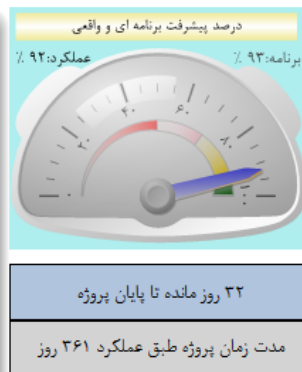 درصد پیشرفت برنامه ای و واقعی
برنامه:۹۳ ٪ عملکرد:۹۲ ٪
۰ ۲۰ ۴۰ ۶۰ ۸۰ ۱۰۰
۳۲ روز مانده تا پایان پروژه
مدت زمان پروژه طبق عملکرد ۳۶۱ روز